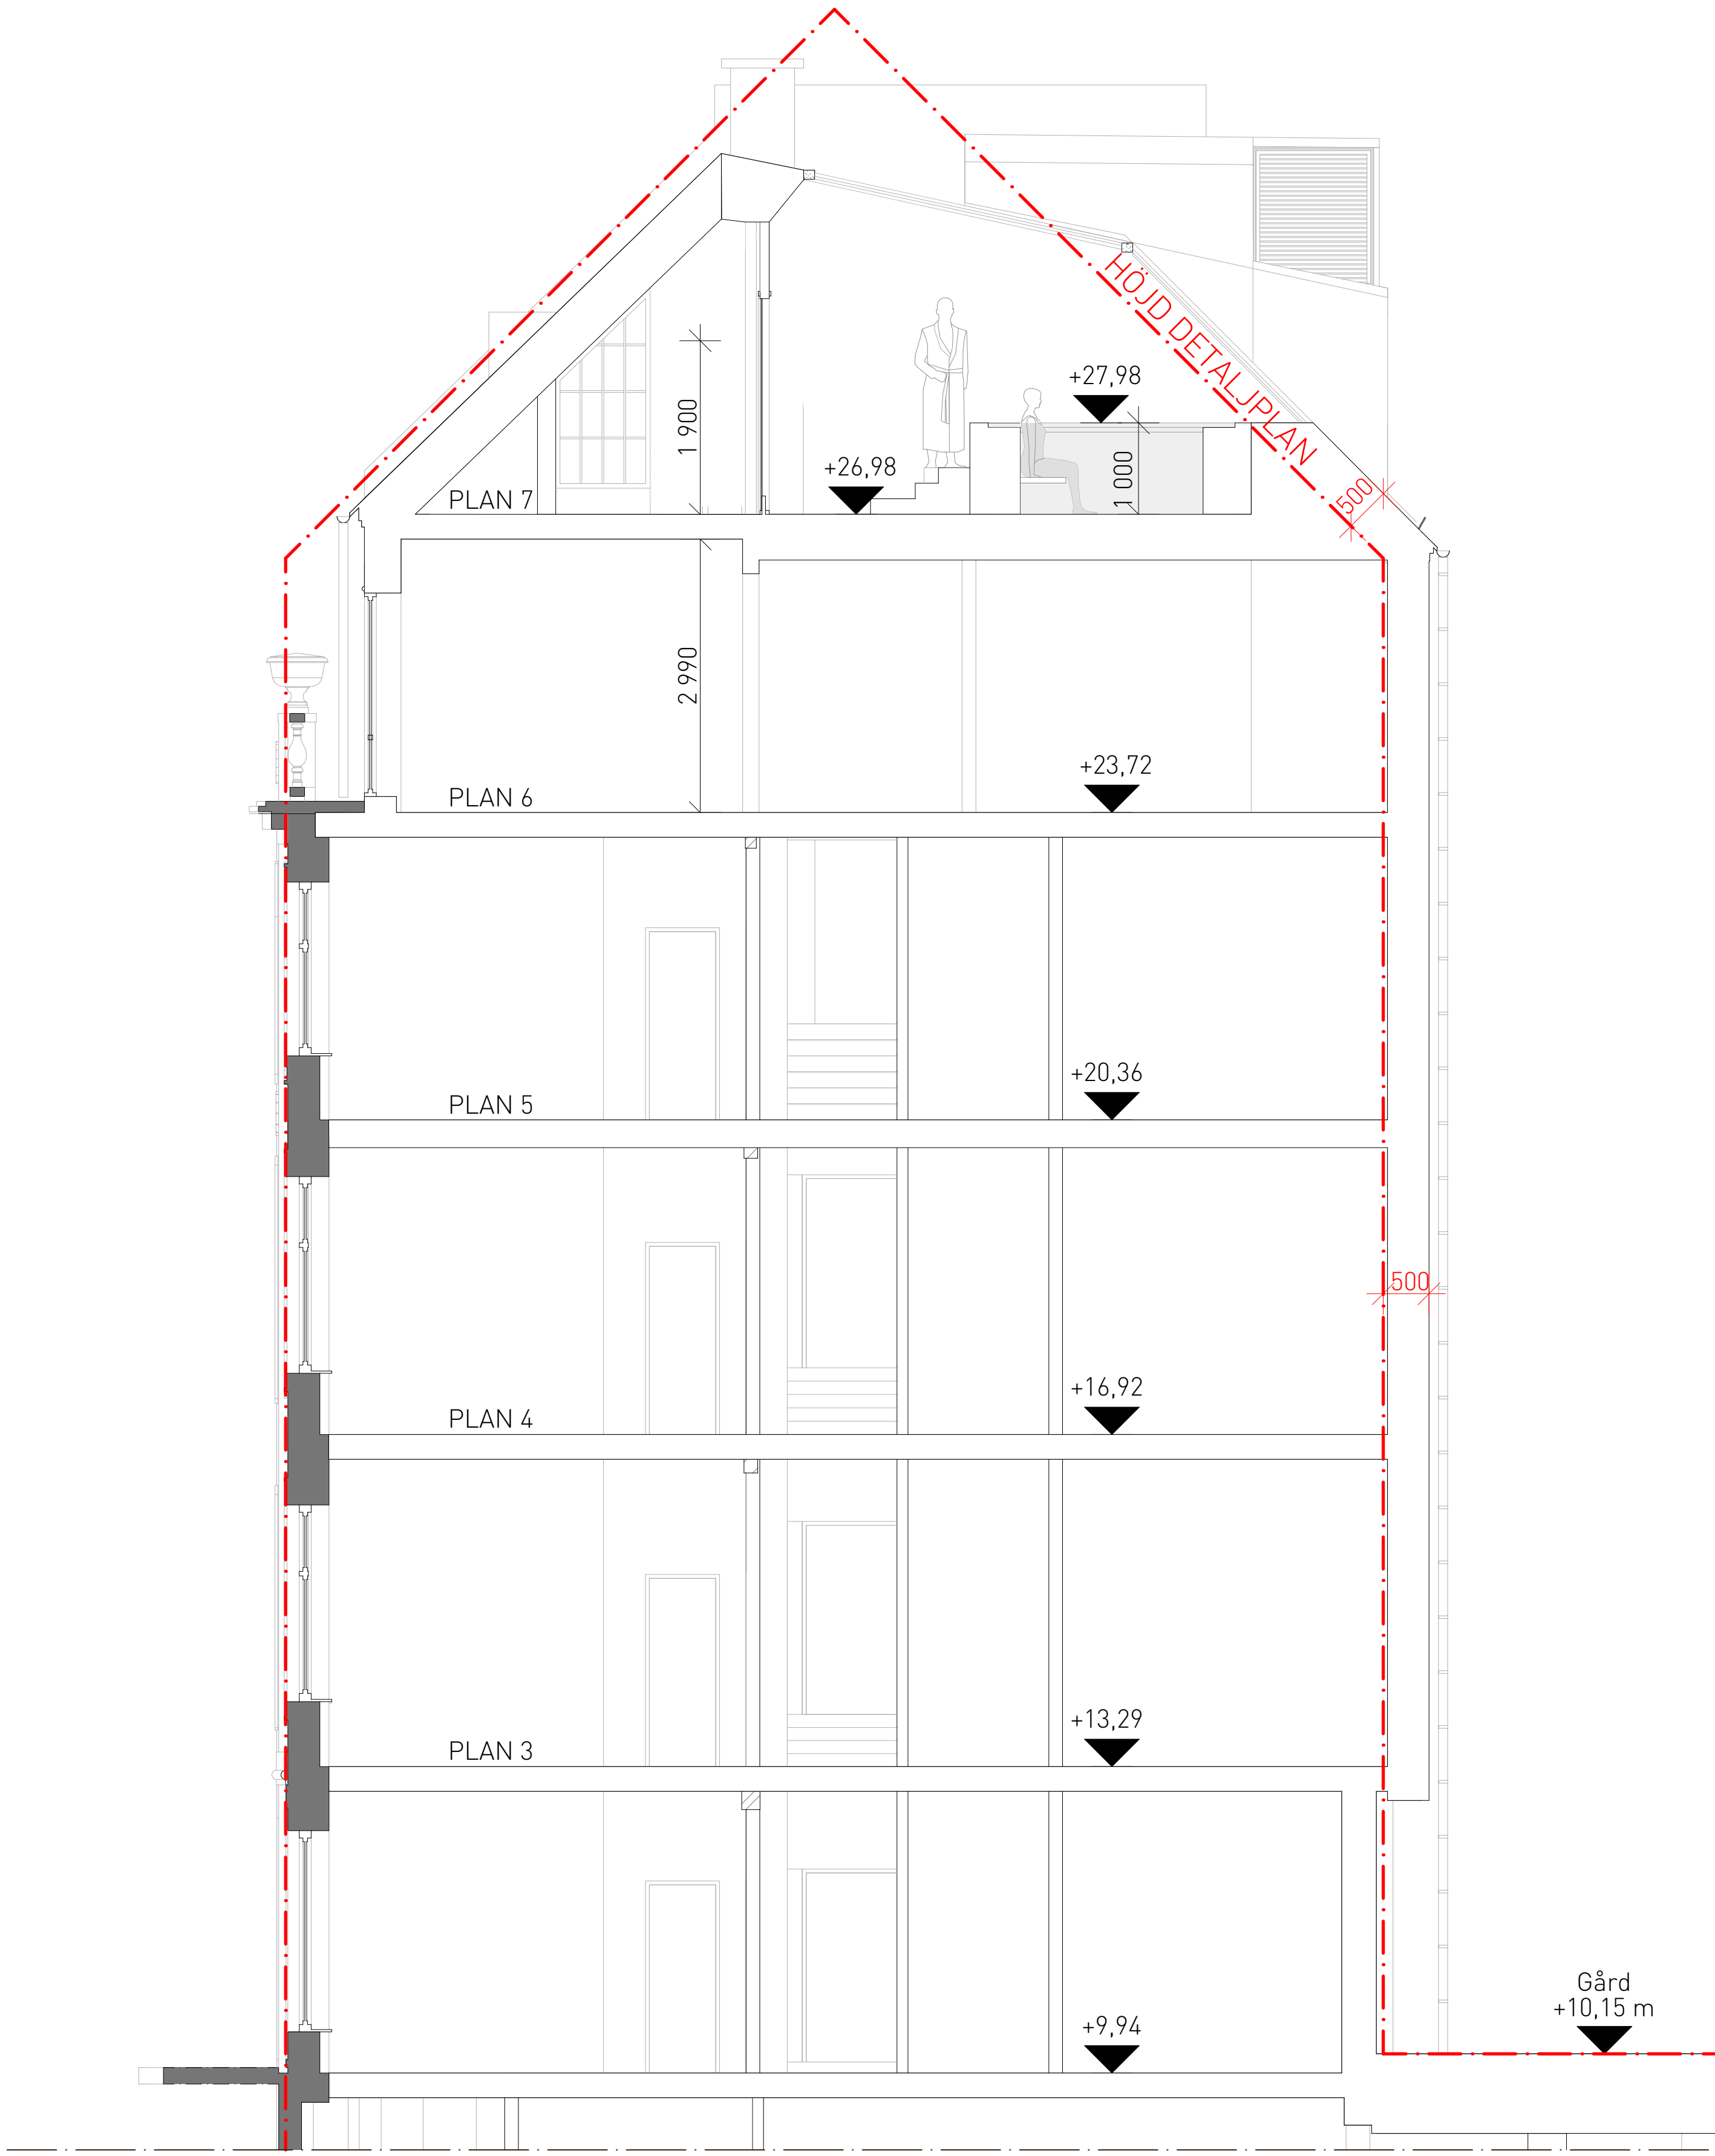 HÖJD DETALJPLAN
+27,98
1 900
+26,98
1 000
500
PLAN 7
2 990
+23,72
PLAN 6
+20,36
PLAN 5
500
+16,92
PLAN 4
+13,29
PLAN 3
Gård
+10,15 m
+9,94